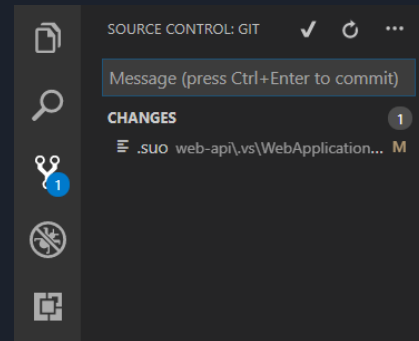 SOURCE CONTROL: GIT
Message (press Ctrl+Enter to commit)
CHANGES 1
.suo web-api\.vs\WebApplication... M
1